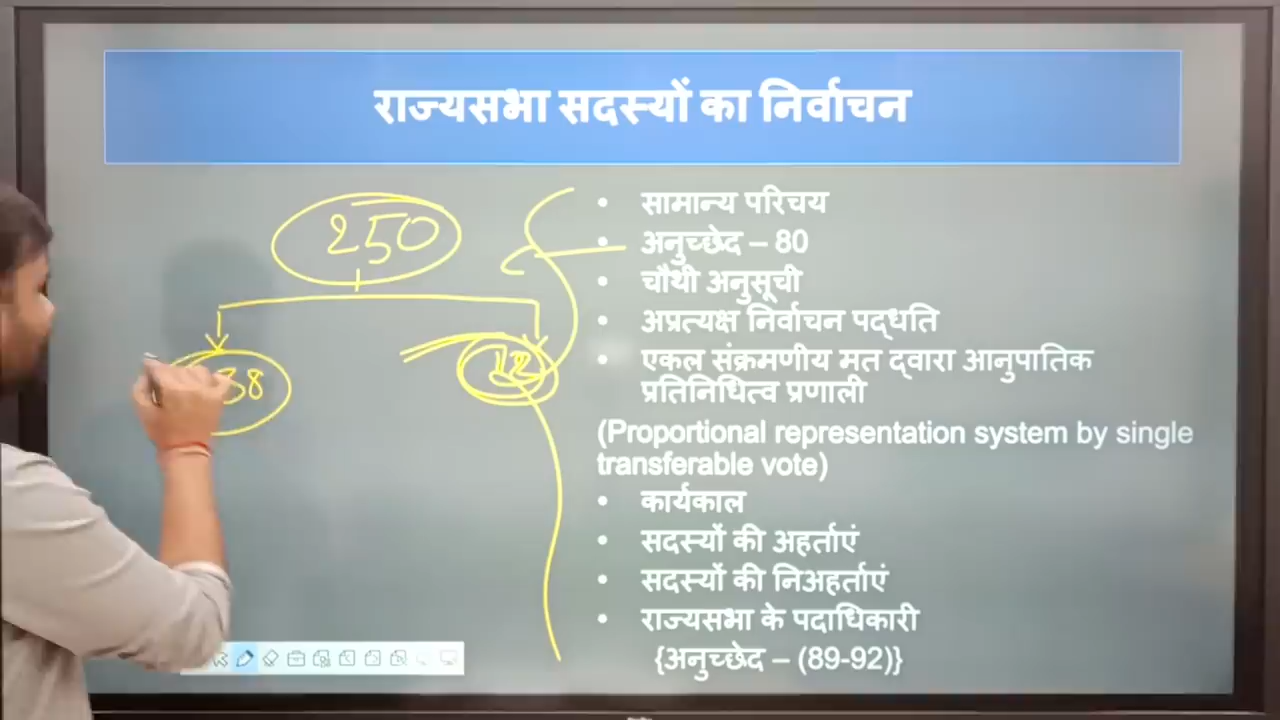 राज्यसभा सदस्यों का निर्वाचन
250
38
12
• सामान्य परिचय
• अनुच्छेद – 80
• चौथी अनुसूची
• अप्रत्यक्ष निर्वाचन पद्धति
• एकल संक्रमणीय मत द्वारा आनुपातिक
प्रतिनिधित्व प्रणाली
(Proportional representation system by single
transferable vote)
• कार्यकाल
• सदस्यों की अहर्ताएं
• सदस्यों की निअहर्ताएं
• राज्यसभा के पदाधिकारी
{अनुच्छेद – (89-92)}